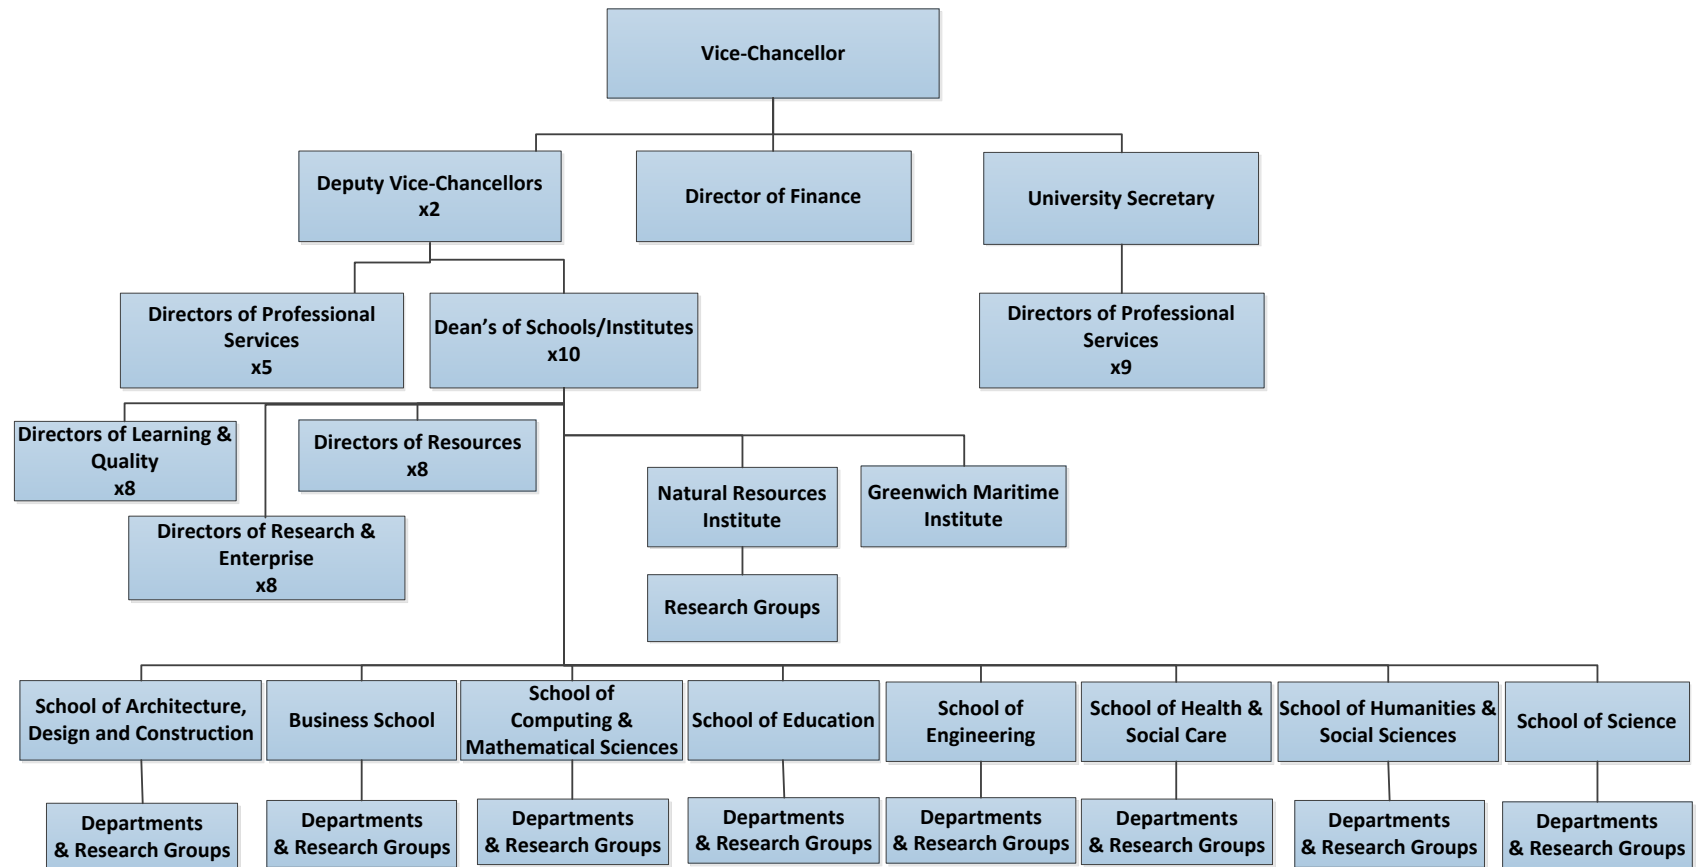 Vice-Chancellor
Deputy Vice-Chancellors
x2
Director of Finance
University Secretary
Directors of Professional
Services
x5
Dean's of Schools/Institutes
x10
Directors of Professional
Services
x9
Directors of Learning &
Quality
x8
Directors of Resources
x8
Directors of Research &
Enterprise
x8
Natural Resources
Institute
Greenwich Maritime
Institute
Research Groups
School of Architecture,
Design and Construction
Business School
School of
Computing &
Mathematical Sciences
School of Education
School of
Engineering
School of Health &
Social Care
School of Humanities &
Social Sciences
School of Science
Departments
& Research Groups
Departments
& Research Groups
Departments
& Research Groups
Departments
& Research Groups
Departments
& Research Groups
Departments
& Research Groups
Departments
& Research Groups
Departments
& Research Groups